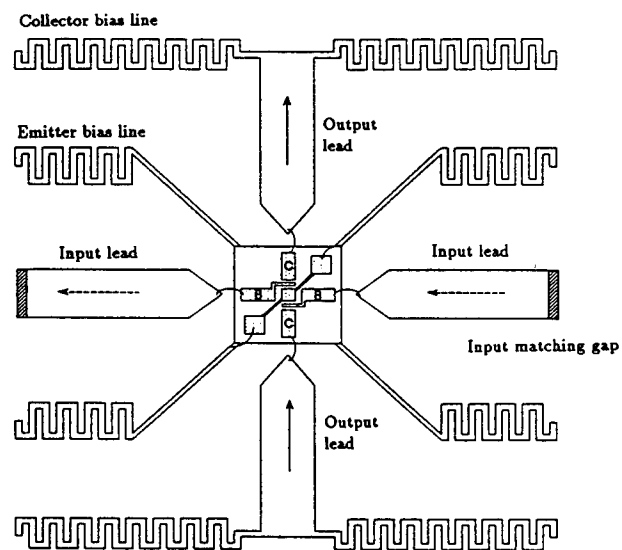 Collector bias line
Emitter bias line
Output
lead
Input lead
Input lead
C
B
B
C
Input matching gap
Output
lead